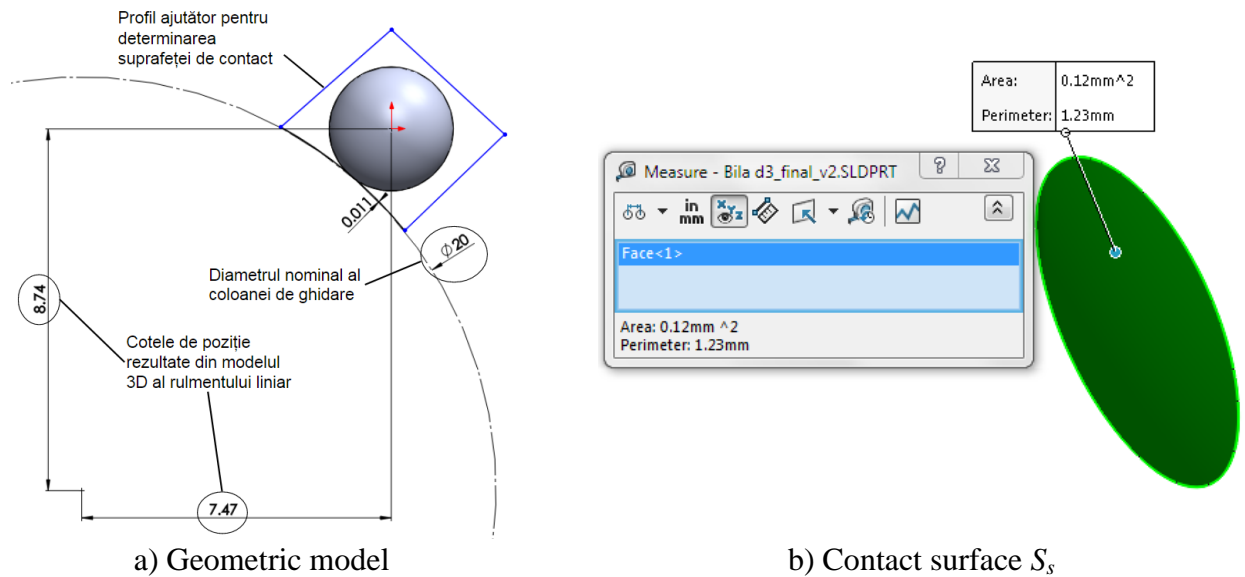 Profil ajutător pentru
determinarea
suprafeței de contact
0.011
Ø20
Diametrul nominal al
coloanei de ghidare
8.74
Cotele de poziție
rezultate din modelul
3D al rulmentului liniar
7.47
a) Geometric model
Area: 0.12mm^2
Perimeter: 1.23mm
Measure - Bila d3_final_v2.SLDPRT
?
in
mm
XYZ
Face<1>
Area: 0.12mm ^2
Perimeter: 1.23mm
b) Contact surface Ss